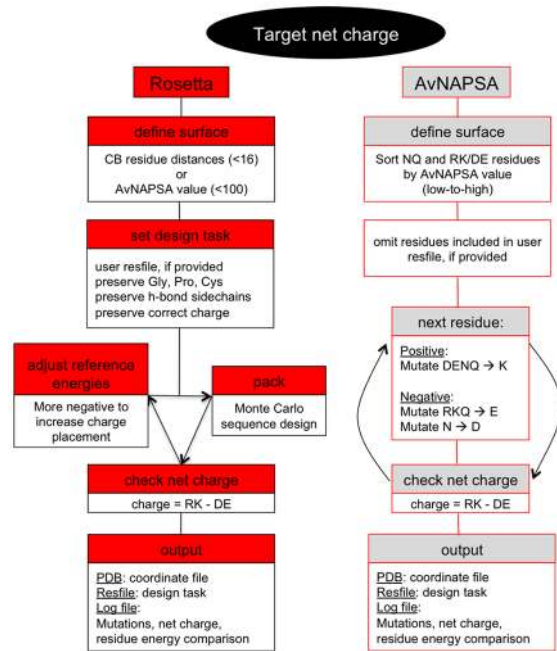 Target net charge
Rosetta
define surface
CB residue distances (<16)
or
AvNAPSA value (<100)
set design task
user resfile, if provided
preserve Gly, Pro, Cys
preserve h-bond sidechains
preserve correct charge
adjust reference
energies
More negative to
increase charge
placement
pack
Monte Carlo
sequence design
check net charge
charge = RK - DE
output
PDB: coordinate file
Resfile: design task
Log file:
Mutations, net charge,
residue energy comparison
AvNAPSA
define surface
Sort NQ and RK/DE residues
by AvNAPSA value
(low-to-high)
omit residues included in user
resfile, if provided
next residue:
Positive:
Mutate DENQ → K
Negative:
Mutate RKQ → E
Mutate N → D
check net charge
charge = RK - DE
output
PDB: coordinate file
Resfile: design task
Log file:
Mutations, net charge,
residue energy comparison